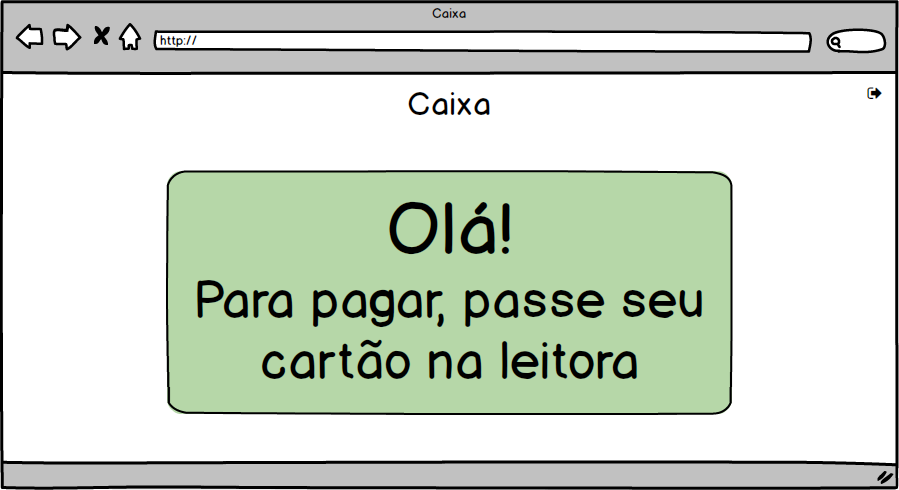 Caixa
http://
Caixa
Olá!
Para pagar, passe seu
cartão na leitora